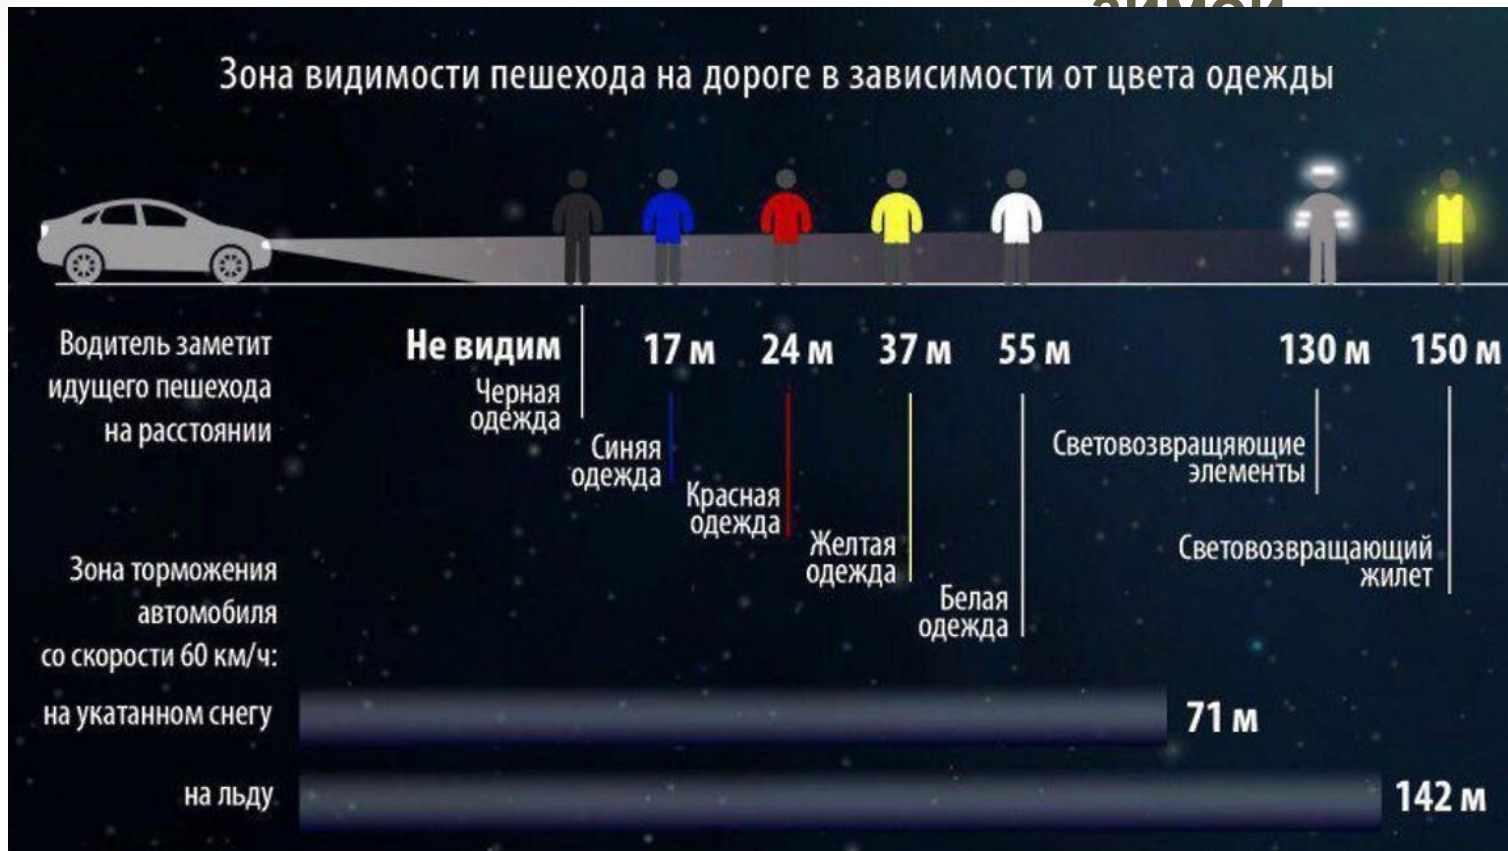 зимой
Зона видимости пешехода на дороге в зависимости от цвета одежды
Водитель заметит
идущего пешехода
на расстоянии
Не видим
Черная
одежда
17 м
Синяя
одежда
24 м
Красная
одежда
37 м
Желтая
одежда
55 м
Белая
одежда
130 м
Световозвращяющие
элементы
150 м
Световозвращающий
жилет
Зона торможения
автомобиля
со скорости 60 км/ч:
на укатанном снегу
71 м
на льду
142 м